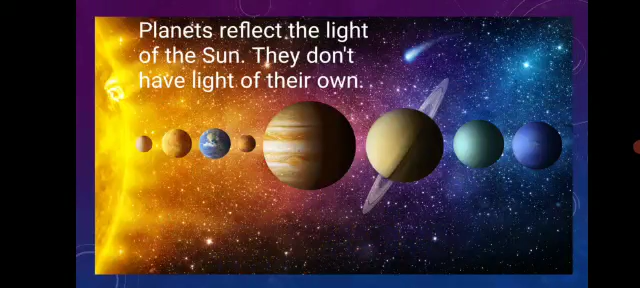 Planets reflect the light
of the Sun. They don't
have light of their own.